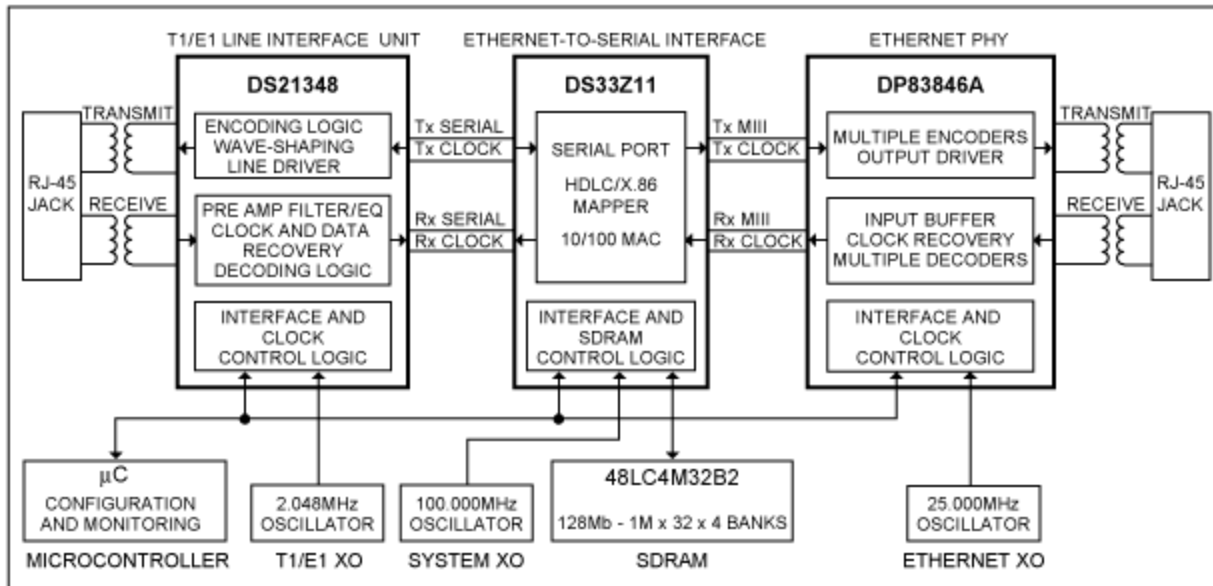 T1/E1 LINE INTERFACE UNIT
ETHERNET-TO-SERIAL INTERFACE
ETHERNET PHY
DS21348
DS33Z11
DP83846A
TRANSMIT
ENCODING LOGIC
WAVE-SHAPING
LINE DRIVER
Tx SERIAL
Tx CLOCK
SERIAL PORT
HDLC/X.86
MAPPER
10/100 MAC
Tx MIII
Tx CLOCK
MULTIPLE ENCODERS
OUTPUT DRIVER
TRANSMIT
RJ-45
JACK
RECEIVE
PRE AMP FILTER/EQ
CLOCK AND DATA
RECOVERY
DECODING LOGIC
Rx SERIAL
Rx CLOCK
Rx MIII
Rx CLOCK
INPUT BUFFER
CLOCK RECOVERY
MULTIPLE DECODERS
RECEIVE
RJ-45
JACK
INTERFACE AND
CLOCK
CONTROL LOGIC
INTERFACE AND
SDRAM
CONTROL LOGIC
INTERFACE AND
CLOCK
CONTROL LOGIC
μC
CONFIGURATION
AND MONITORING
MICROCONTROLLER
2.048MHz
OSCILLATOR
T1/E1 XO
100.000MHz
OSCILLATOR
SYSTEM XO
48LC4M32B2
128Mb - 1M x 32 x 4 BANKS
SDRAM
25.000MHz
OSCILLATOR
ETHERNET XO